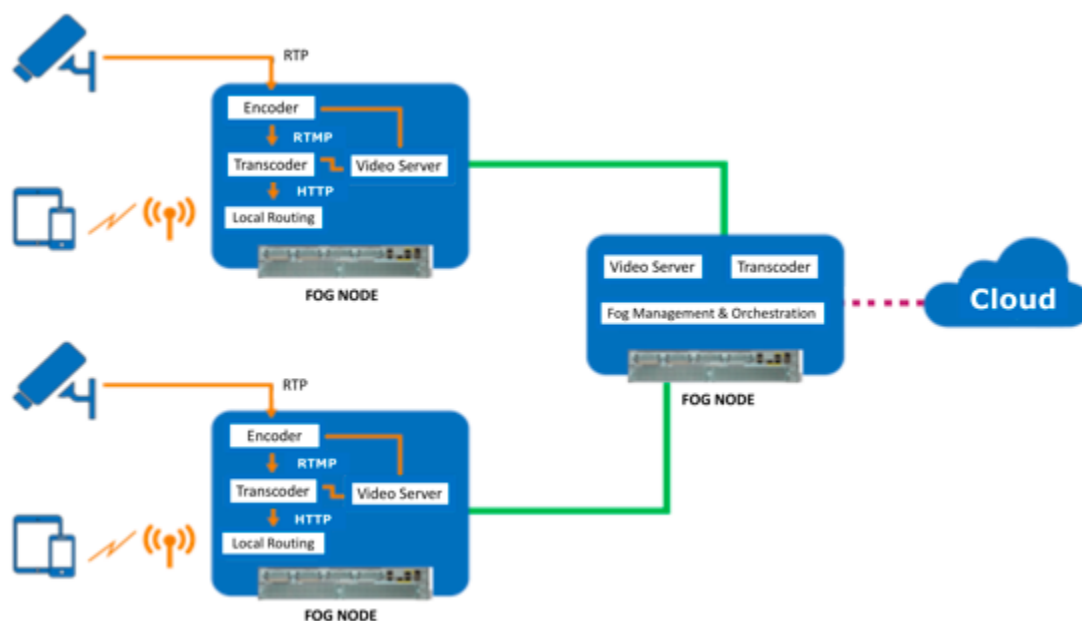 RTP
Encoder
RTMP
Transcoder
Video Server
HTTP
Local Routing
FOG NODE
Video Server
Transcoder
Fog Management & Orchestration
FOG NODE
Cloud
RTP
Encoder
RTMP
Transcoder
Video Server
HTTP
Local Routing
FOG NODE